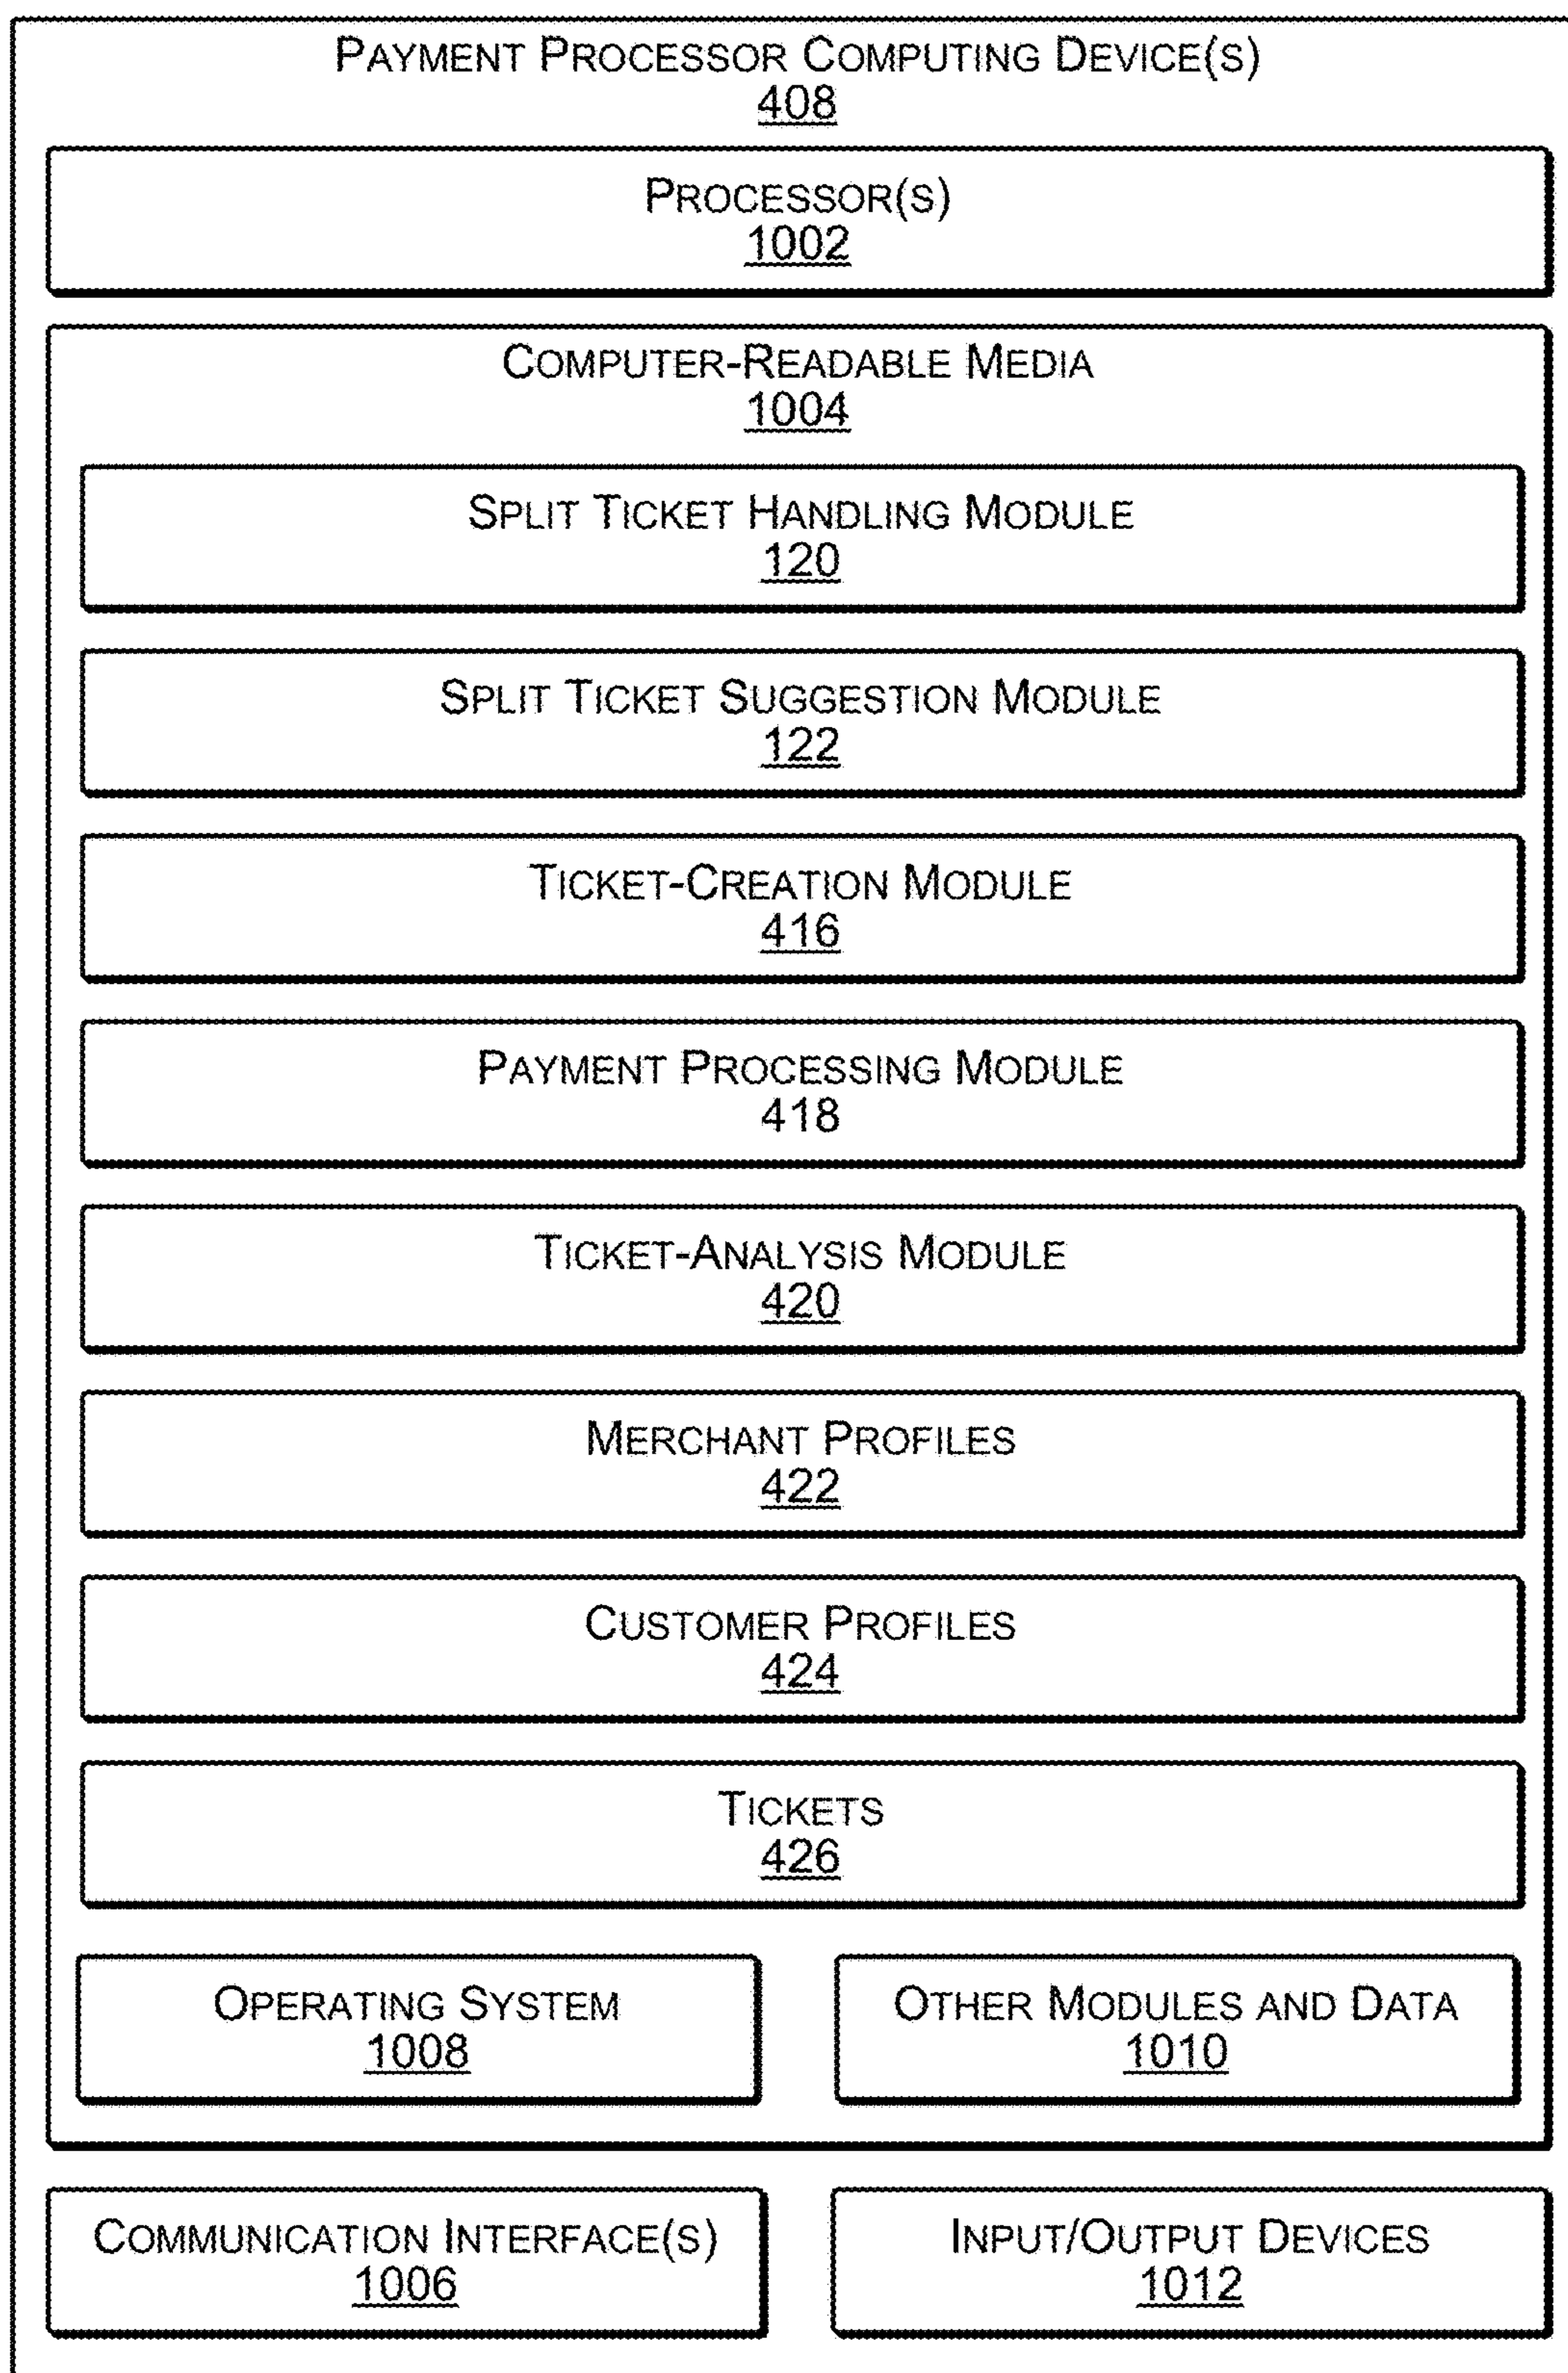 PAYMENT PROCESSOR COMPUTING DEVICE(S)
408
PROCESSOR(S)
1002
COMPUTER-READABLE MEDIA
1004
SPLIT TICKET HANDLING MODULE
120
SPLIT TICKET SUGGESTION MODULE
122
TICKET-CREATION MODULE
416
PAYMENT PROCESSING MODULE
418
TICKET-ANALYSIS MODULE
420
MERCHANT PROFILES
422
CUSTOMER PROFILES
424
TICKETS
426
OPERATING SYSTEM
1008
OTHER MODULES AND DATA
1010
COMMUNICATION INTERFACE(S)
1006
INPUT/OUTPUT DEVICES
1012